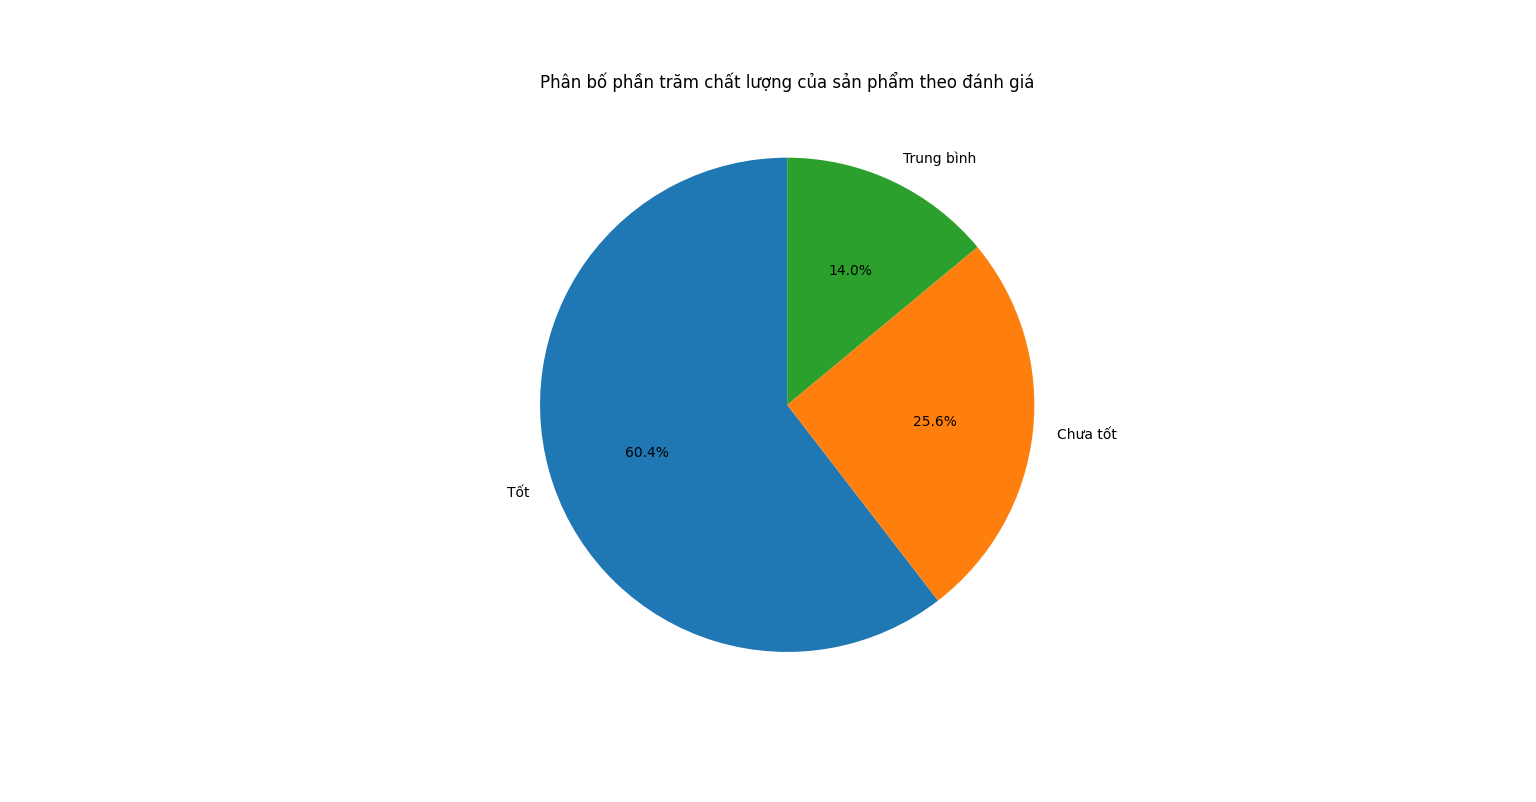 Phân bố phần trăm chất lượng của sản phẩm theo đánh giá
Trung bình
14.0%
25.6%
Chưa tốt
60.4%
Tốt